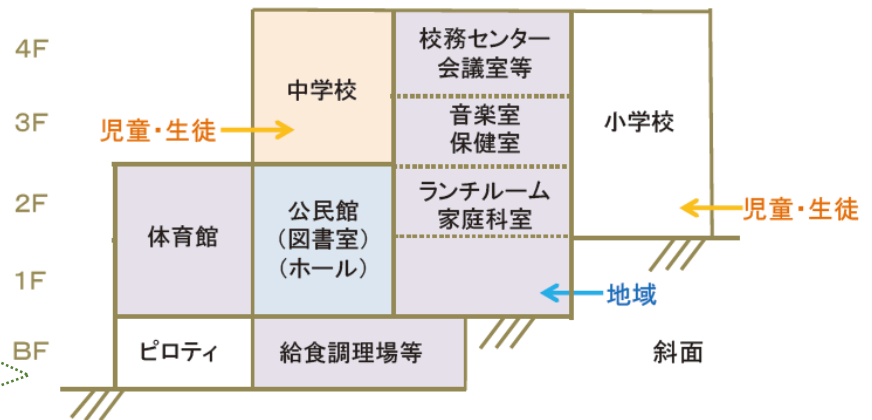 4F
校務センター
会議室等
中学校
3F
児童・生徒
音楽室
保健室
小学校
2F
体育館
公民館
（図書室）
（ホール）
ランチルーム
家庭科室
児童・生徒
1F
地域
BF
ピロティ
給食調理場等
斜面